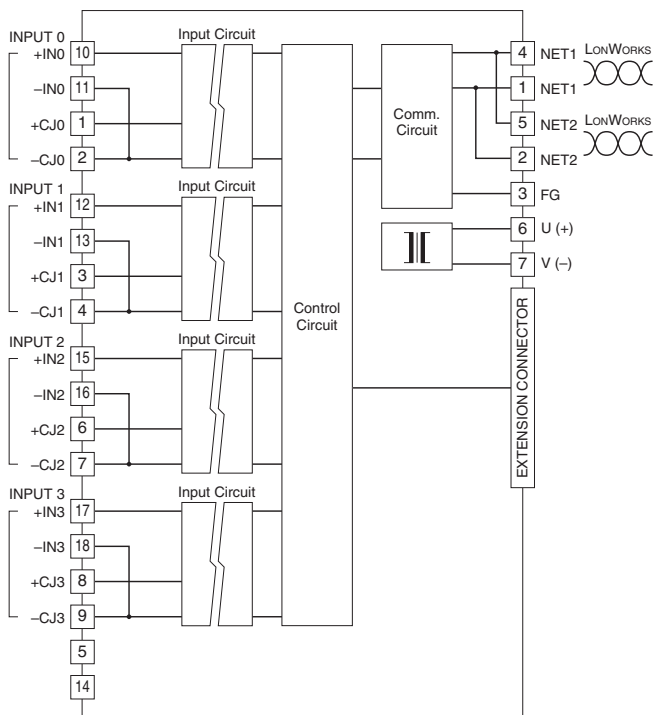 INPUT 0
+IN0 10
–IN0 11
+CJ0 1
–CJ0 2
Input Circuit
INPUT 1
+IN1 12
–IN1 13
+CJ1 3
–CJ1 4
Input Circuit
INPUT 2
+IN2 15
–IN2 16
+CJ2 6
–CJ2 7
Input Circuit
INPUT 3
+IN3 17
–IN3 18
+CJ3 8
–CJ3 9
Input Circuit
5
14
Control
Circuit
Comm.
Circuit
4 NET1 LONWORKS
1 NET1
5 NET2 LONWORKS
2 NET2
3 FG
6 U (+)
7 V (–)
EXTENSION CONNECTOR